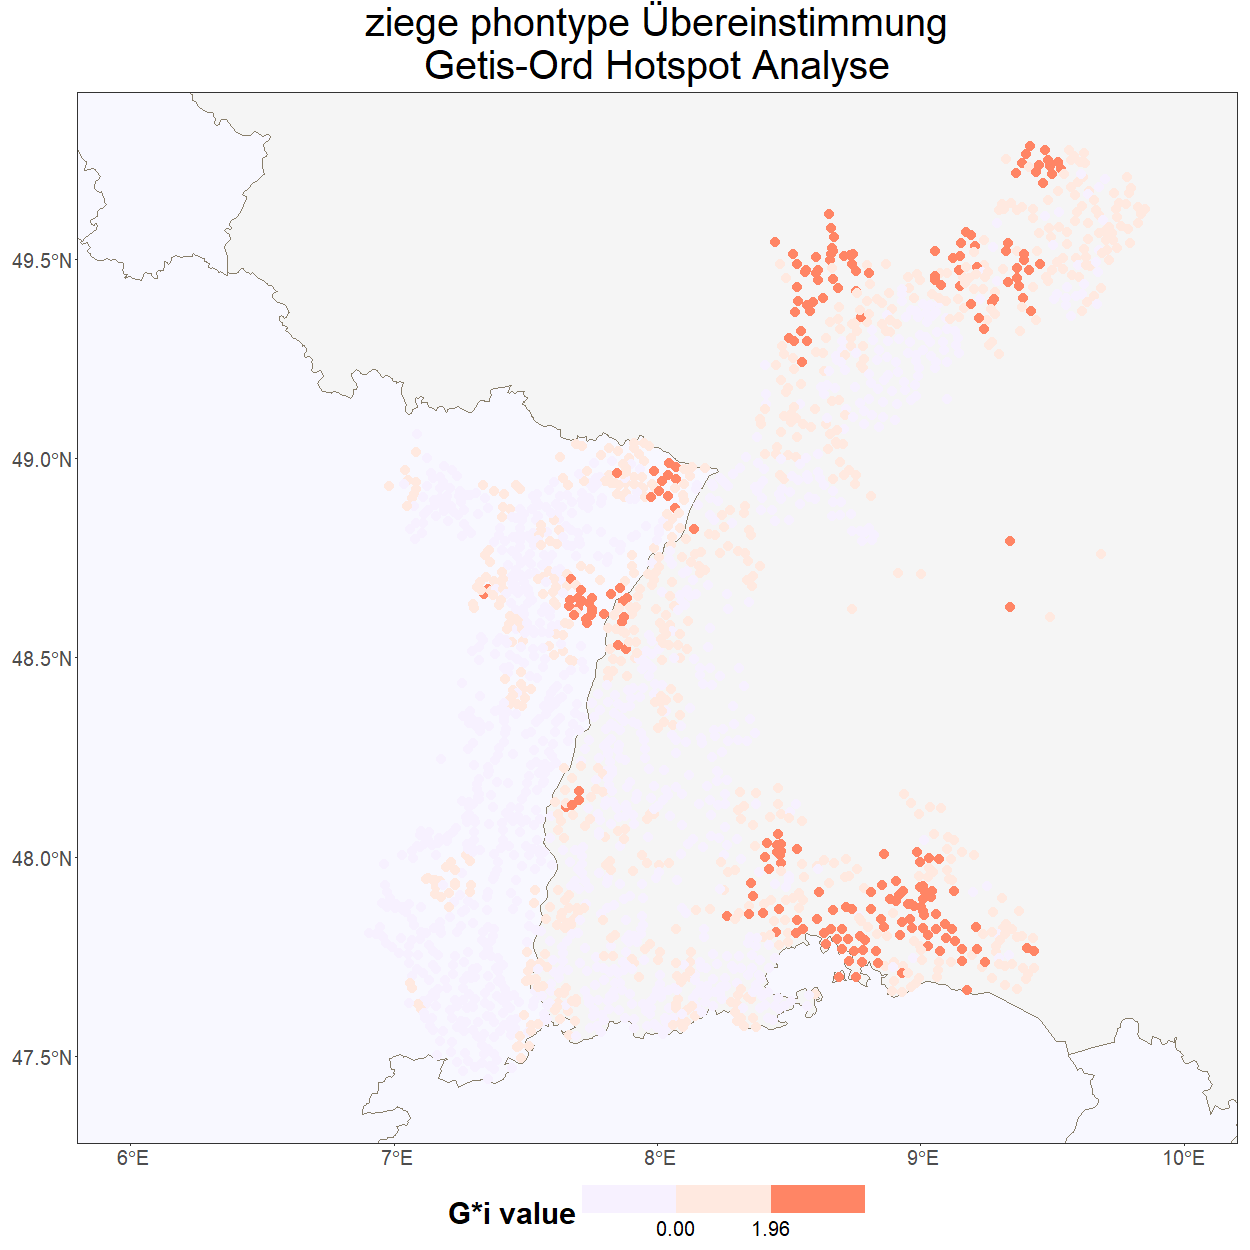 ziege phontype Übereinstimmung
Getis-Ord Hotspot Analyse
49.5°N
49.0°N
48.5°N
48.0°N
47.5°N
6°E 7°E 8°E 9°E 10°E
G*i value
0.00 1.96